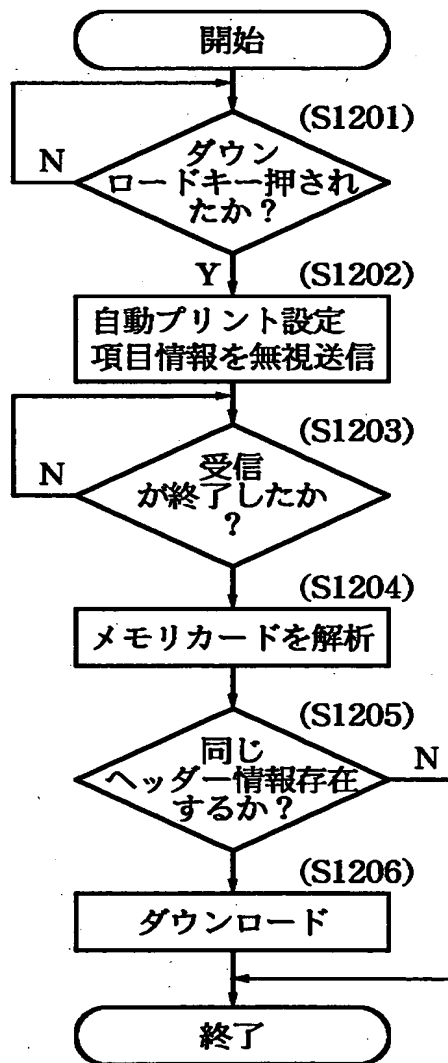 開始
(S1201)
ダウン
ロードキー押され
たか?
N
Y
(S1202)
自動プリント設定
項目情報を無視送信
(S1203)
受信
が終了したか
?
N
(S1204)
メモリカードを解析
(S1205)
同じ
ヘッダー情報存在
するか?
N
(S1206)
ダウンロード
終了